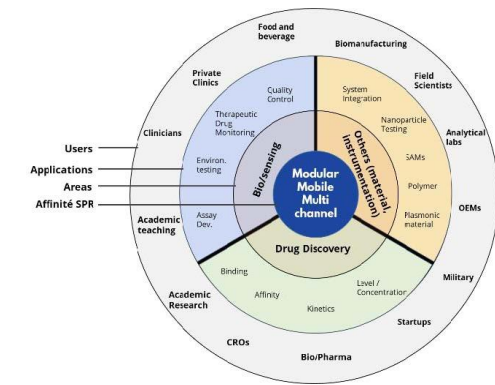 Food and
beverage
Biomanufacturing
Private
Clinics
Field
Scientists
Quality
Control
System
Integration
Therapeutic
Drug
Monitoring
Nanoparticle
Testing
Clinicians
Analytical
labs
Users
Applications
Areas
Affinité SPR
Environ.
testing
Bio/sensing
Others (material,
instrumentation)
SAMs
Modular
Mobile
Multi
channel
Polymer
Academic
teaching
Assay
Dev.
Plasmonic
material
OEMs
Drug Discovery
Binding
Affinity
Kinetics
Level /
Concentration
Military
Academic
Research
Startups
CROs
Bio/Pharma